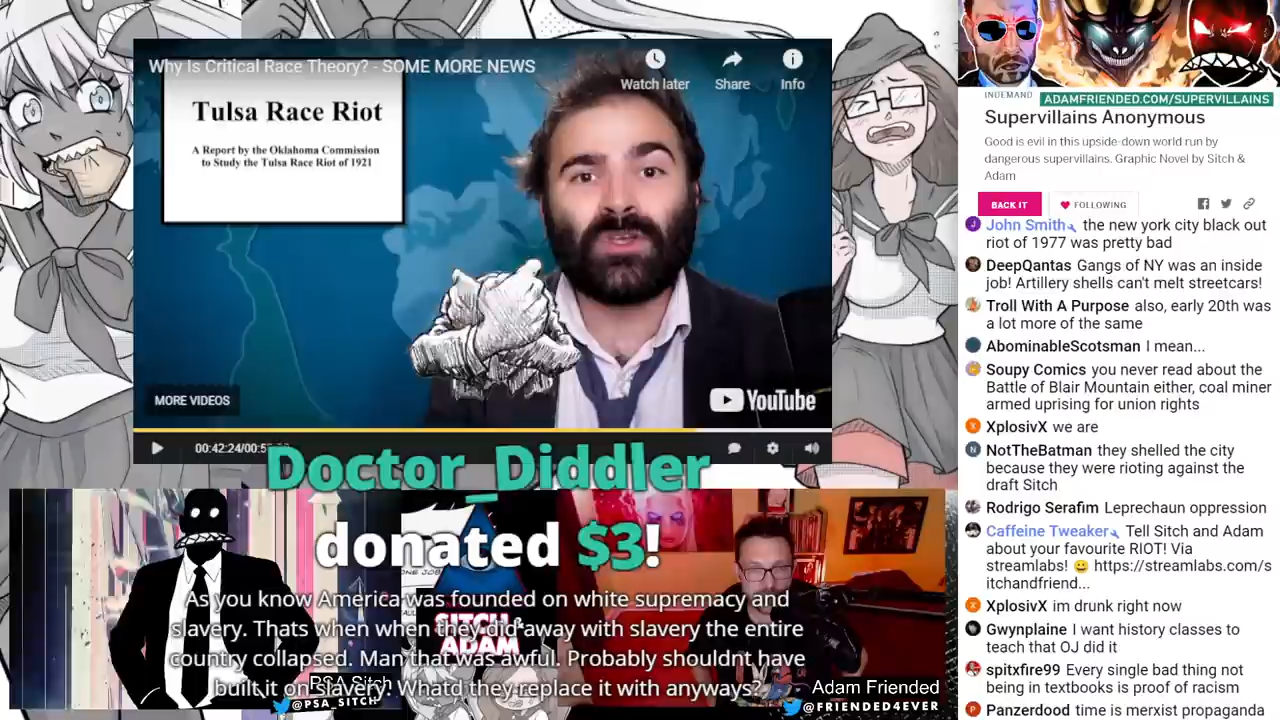 Why Is Critical Race Theory? - SOME MORE NEWS
Watch later
Share
Info
Tulsa Race Riot
A Report by the Oklahoma Commission
to Study the Tulsa Race Riot of 1921
MORE VIDEOS
YouTube
00:42:24/00:5
Doctor_Diddler
donated $3!
As you know America was founded on white supremacy and
slavery. Thats when when they did away with slavery the entire
country collapsed. Man that was awful. Probably shouldnt have
built it on slavery. Whatd they replace it with anyways?
SITCH &
ADAM
PSA Sitch
@PSA_SITCH
Adam Friended
@FRIENDED4EVER
INDEMAND
ADAMFRIENDED.COM/SUPERVILLAINS
Supervillains Anonymous
Good is evil in this upside-down world run by
dangerous supervillains. Graphic Novel by Sitch &
Adam
BACK IT
FOLLOWING
John Smith the new york city black out
riot of 1977 was pretty bad
DeepQantas Gangs of NY was an inside
job! Artillery shells can't melt streetcars!
Troll With A Purpose also, early 20th was
a lot more of the same
AbominableScotsman I mean...
Soupy Comics you never read about the
Battle of Blair Mountain either, coal miner
armed uprising for union rights
XplosivX we are
NotTheBatman they shelled the city
because they were rioting against the
draft Sitch
Rodrigo Serafim Leprechaun oppression
Caffeine Tweaker Tell Sitch and Adam
about your favourite RIOT! Via
streamlabs! 😀 https://streamlabs.com/s
itchandfriend...
XplosivX im drunk right now
Gwynplaine I want history classes to
teach that OJ did it
spitxfire99 Every single bad thing not
being in textbooks is proof of racism
Panzerdood time is merxist propaganda